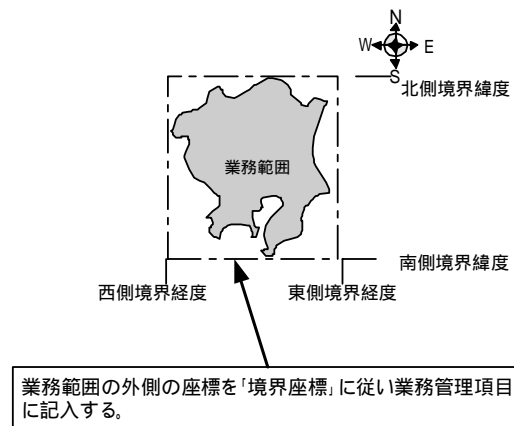 N
W E
S
北側境界緯度
業務範囲
南側境界緯度
西側境界経度 東側境界経度
業務範囲の外側の座標を「境界座標」に従い業務管理項目
に記入する。